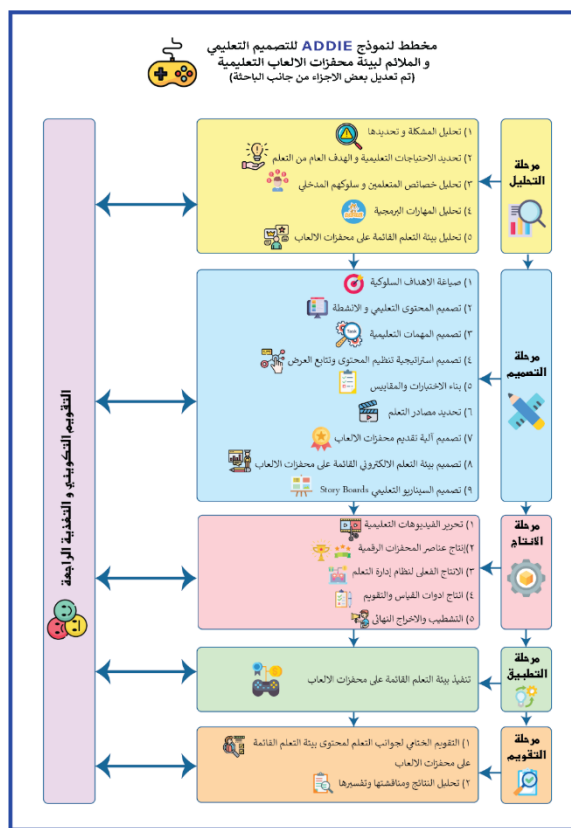 مخطط لنموذج ADDIE للتصميم التعليمي
و الملائم لبيئة محفزات الالعاب التعليمية
(تم تعديل بعض الاجزاء من جانب الباحثة)
مرحلة
التحليل
١) تحليل المشكلة و تحديدها
٢) تحديد الاحتياجات التعليمية و الهدف العام من التعلم
٣) تحليل خصائص المتعلمين و سلوكهم المدخلي
٤) تحليل المهارات البرمجية
٥) تحليل بيئة التعلم القائمة على محفزات الالعاب
مرحلة
التصميم
١) صياغة الاهداف السلوكية
٢) تصميم المحتوى التعليمي و الانشطة
٣) تصميم المهمات التعليمية
٤) تصميم استراتيجية تنظيم المحتوى وتتابع العرض
٥) بناء الاختبارات والمقاييس
٦) تحديد مصادر التعلم
٧) تصميم آلية تقديم محفزات الالعاب
٨) تصميم بيئة التعلم الالكتروني القائمة على محفزات الالعاب
٩) تصميم السيناريو التعليمي Story Boards
مرحلة
الانتاج
١) تحرير الفيديوهات التعليمية
٢)إنتاج عناصر المحفزات الرقمية
٣) الانتاج الفعلى لنظام إدارة التعلم
٤) انتاج ادوات القياس والتقويم
٥) التشطيب والاخراج النهائى
مرحلة
التطبيق
تنفيذ بيئة التعلم القائمة على محفزات الالعاب
مرحلة
التقويم
١) التقويم الختامي لجوانب التعلم لمحتوى بيئة التعلم القائمة
على محفزات الالعاب
٢) تحليل النتائج ومناقشتها وتفسيرها
التقويم التكويني و التغذية الراجعة